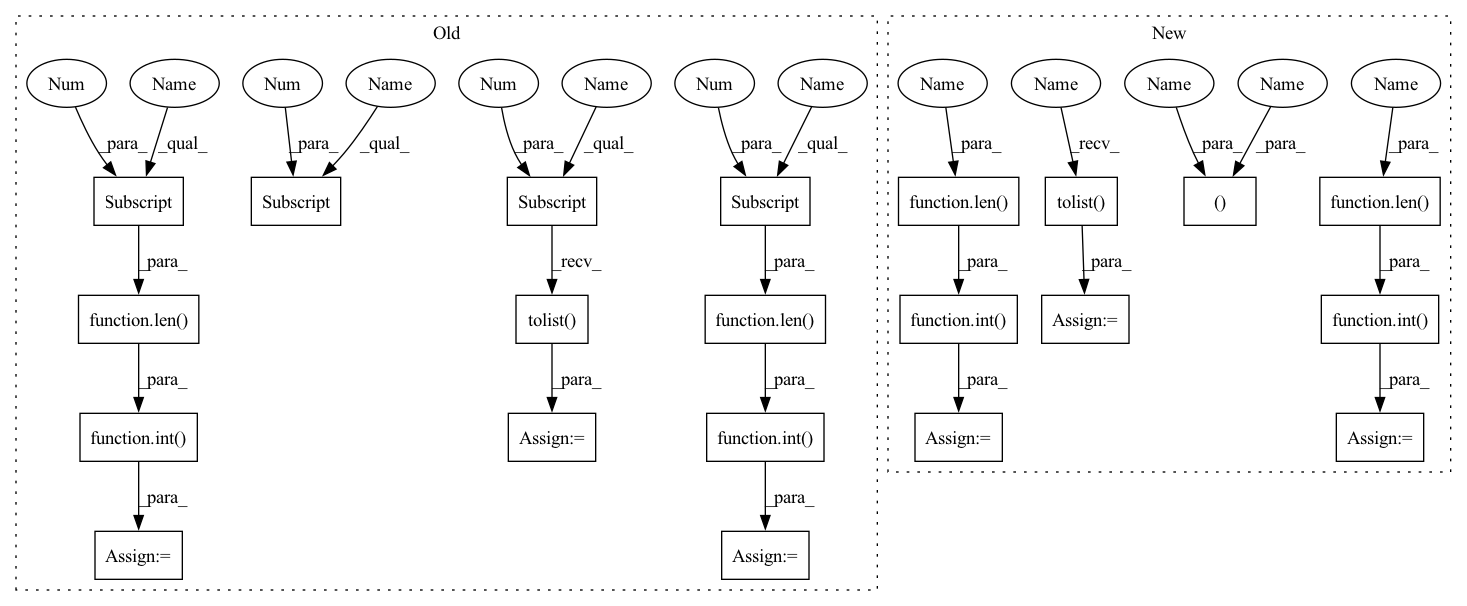 Old New
Num Name Num Name Num Name Num Name Name Name Name Name Name
_para_ _qual_ _para_ _qual_ _para_ _qual_ _para_ _qual_ _para_ _recv_ _para_ _para_ _para_
Subscript Subscript Subscript Subscript function.len() tolist() () function.len()
_para_ _recv_ _para_ _para_ _para_ _para_
function.len() tolist() function.len() function.int() Assign:= function.int()
_para_ _para_ _para_ _para_ _para_
function.int() Assign:= function.int() Assign:= Assign:=
_para_ _para_
Assign:= Assign:=